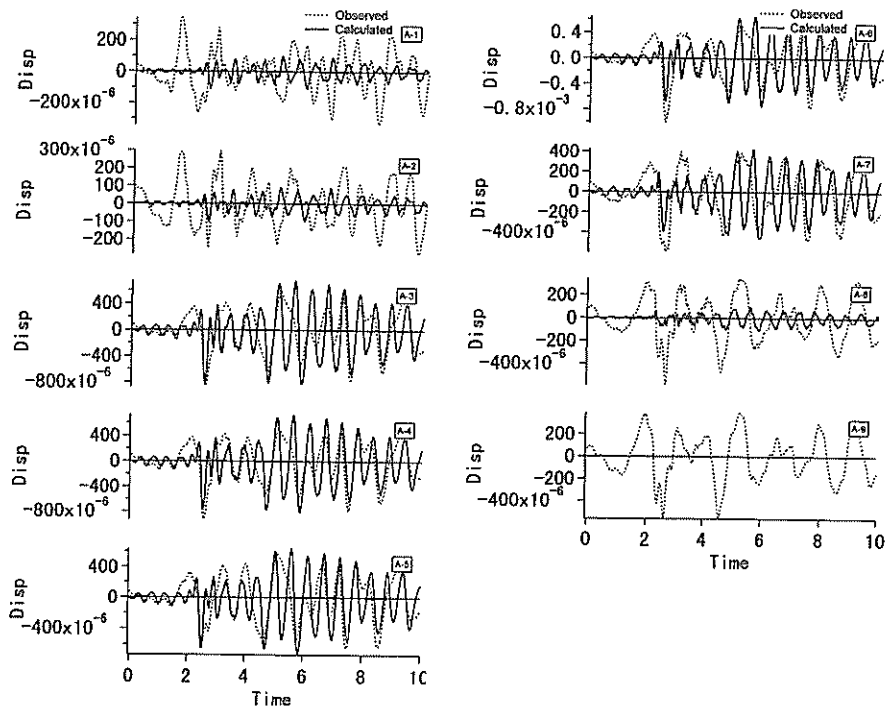 Observed
Calculated
A-1
200
0
-200x10-6
Disp
300x10-6
A-2
200
100
0
-100
-200
Disp
A-3
400
0
~400
-800x10-6
Disp
A-4
400
0
~400
~800x10-6
Disp
A-5
400
0
-400x10-6
Disp
0 2 4 6 8 10
Time
Observed
Calculated
0.4
0.0
-0.4
-0.8x10-3
Disp
400
A-7
200
0
-200
-400x10-6
Disp
200
0
-200
-400x10-6
Disp
200
0
-200
-400x10-6
Disp
0 2 4 6 8 10
Time